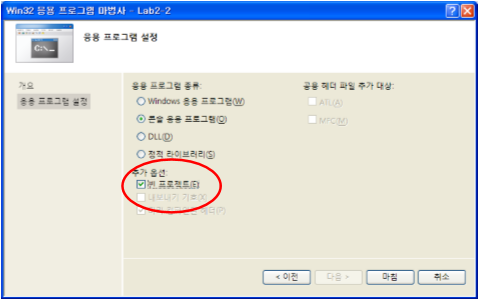 Win32 응용 프로그램 마법사 - Lab2-2
C:\_
응용 프로그램 설정
개요
응용 프로그램 설정
응용 프로그램 종류:
Windows 응용 프로그램(W)
콘솔 응용 프로그램(O)
DLL(D)
정적 라이브러리(S)
추가 옵션:
빈 프로젝트(E)
내보내기 기호(X)
미리 컴파일된 헤더(P)
공용 헤더 파일 추가 대상:
ATL(A)
MFC(M)
< 이전
다음 >
마침
취소